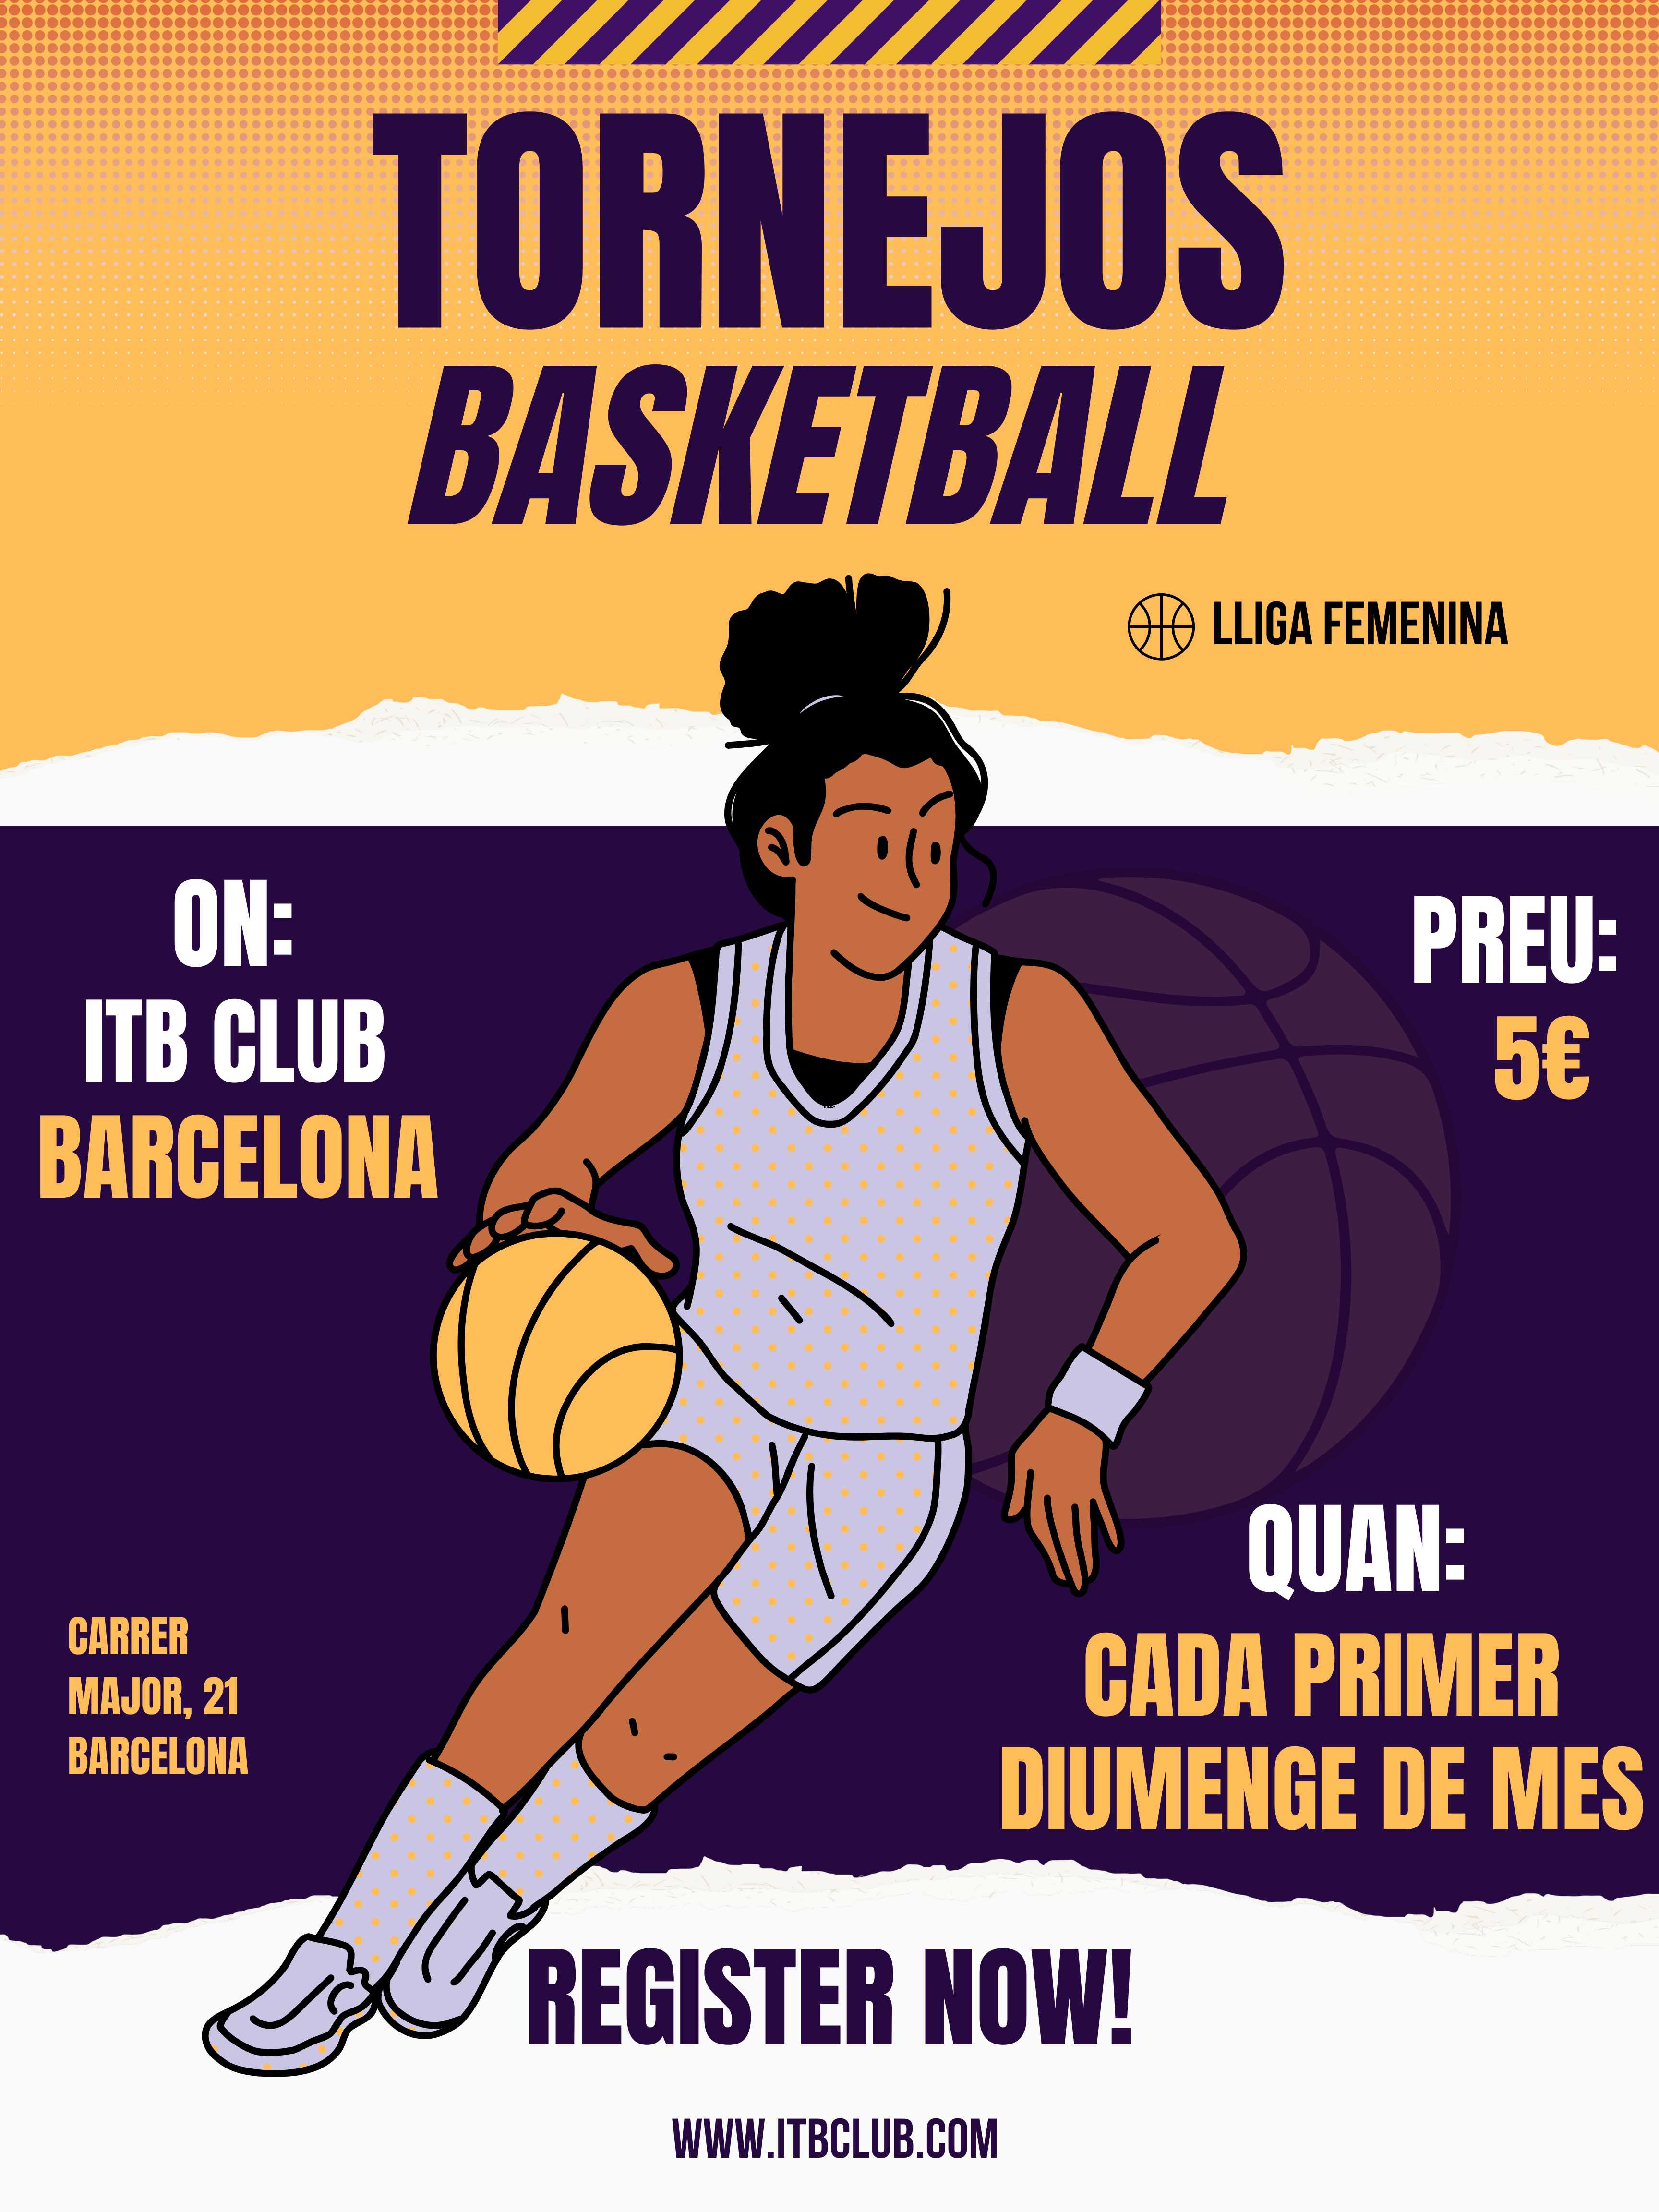 TORNEJOS
BASKETBALL
LLIGA FEMENINA
ON:
ITB CLUB
BARCELONA
PREU:
5€
QUAN:
CADA PRIMER
DIUMENGE DE MES
CARRER
MAJOR, 21
BARCELONA
REGISTER NOW!
WWW.ITBCLUB.COM